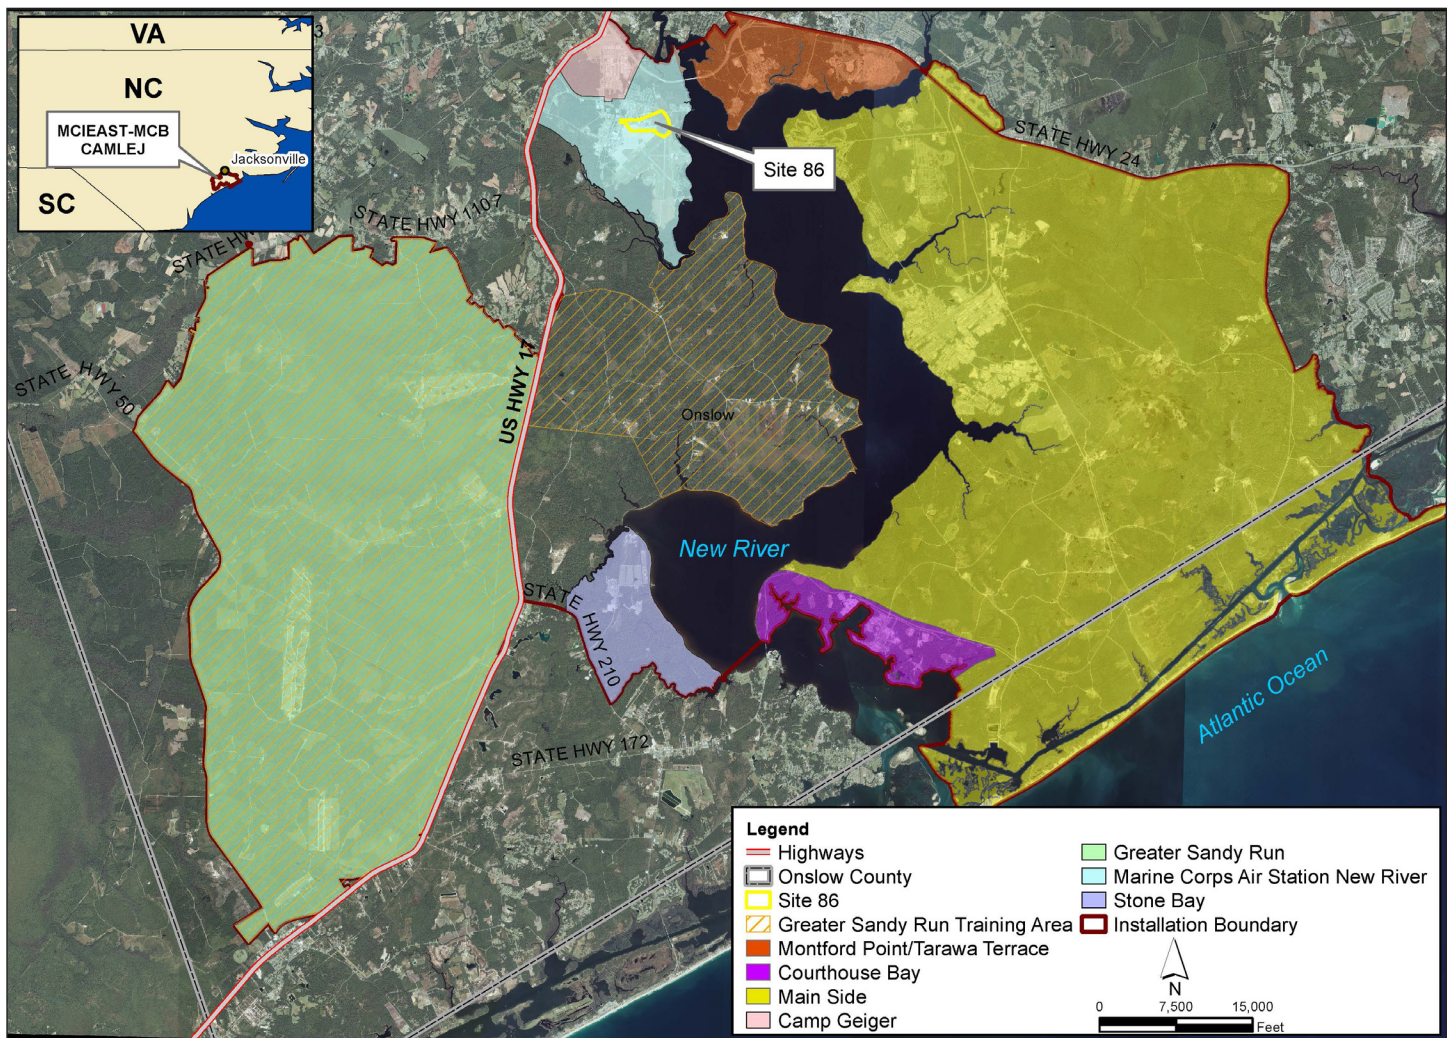 VA
3
NC
MCIEAST-MCB
CAMLEJ
Jacksonville
SC
STATE HWY 24
Site 86
STATE HWY 1107
STATE HW
STATE HWY 50
US HWY 17
Onslow
New River
STATE HWY 210
STATE HWY 172
Atlantic Ocean
Legend
Highways
Onslow County
Site 86
Greater Sandy Run Training Area
Montford Point/Tarawa Terrace
Courthouse Bay
Main Side
Camp Geiger
Greater Sandy Run
Marine Corps Air Station New River
Stone Bay
Installation Boundary
N
0 7,500 15,000
Feet